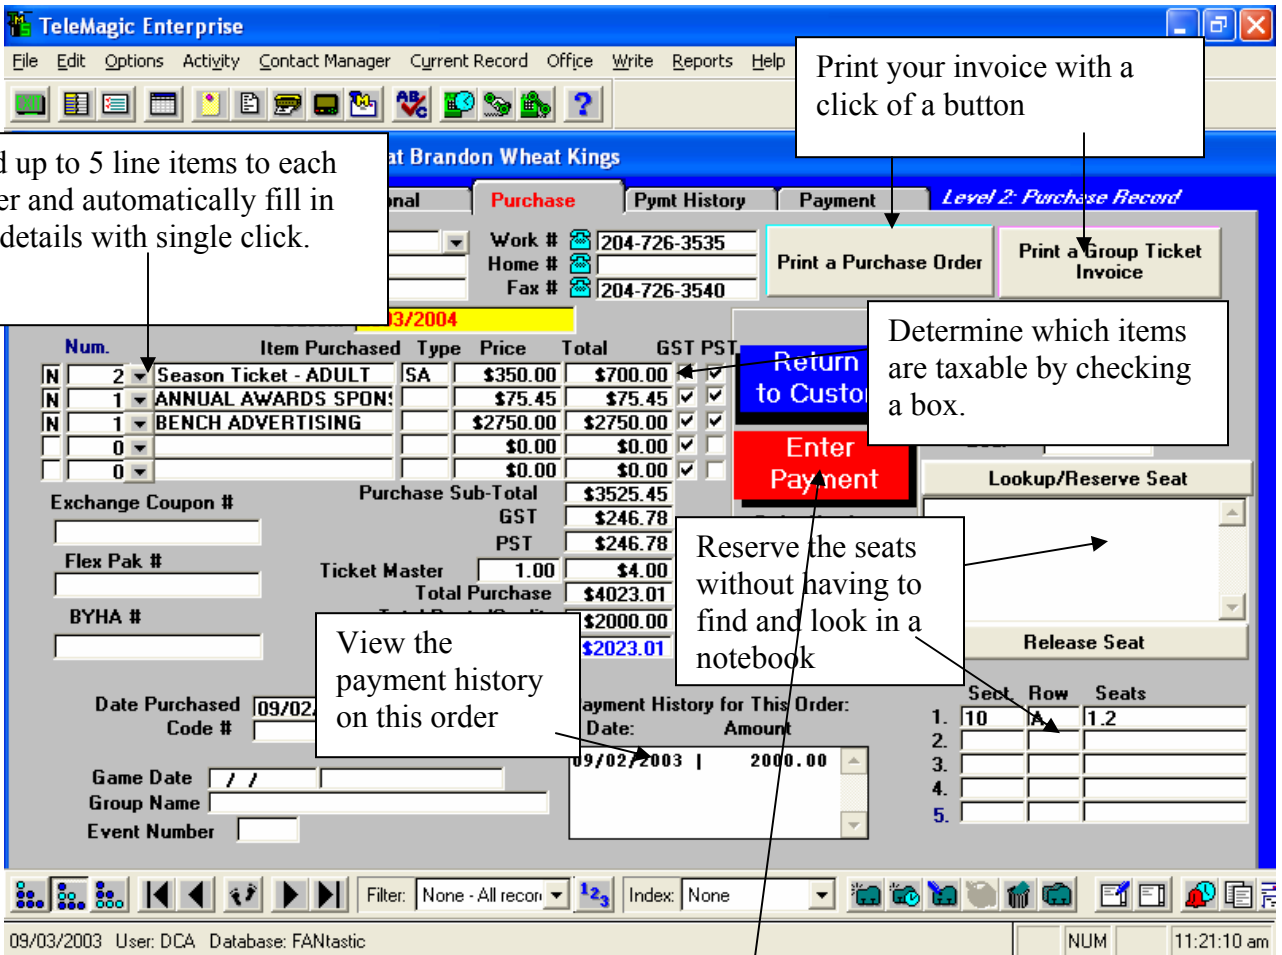 TeleMagic Enterprise
File Edit Options Activity Contact Manager Current Record Office Write Reports Help
Print your invoice with a
click of a button
up to 5 line items to each
and automatically fill in
details with single click.
at Brandon Wheat Kings
Purchase Pymt History Payment Level 2: Purchase Record
Work # 204-726-3535
Home #
Fax # 204-726-3540
Print a Purchase Order
Print a Group Ticket
Invoice
3/2004
Determine which items
are taxable by checking
a box.
Num. Item Purchased Type Price Total GST PST
N 2 Season Ticket - ADULT SA $350.00 $700.00
N 1 ANNUAL AWARDS SPONS $75.45 $75.45
N 1 BENCH ADVERTISING $2750.00 $2750.00
0 $0.00 $0.00
0 $0.00 $0.00
Return
to Custo
Enter
Payment
Lookup/Reserve Seat
Purchase Sub-Total $3525.45
GST $246.78
PST $246.78
Ticket Master 1.00 $4.00
Total Purchase $4023.01
$2000.00
$2023.01
Exchange Coupon #
Flex Pak #
BYHA #
Reserve the seats
without having to
find and look in a
notebook
Release Seat
View the
payment history
on this order
Date Purchased 09/02
Code #
Game Date / /
Group Name
Event Number
ayment History for This Order:
Date: Amount
09/02/2003 | 2000.00
Sect. Row Seats
1. 10 A 1.2
2.
3.
4.
5.
Filter: None - All recor 123 Index: None
09/03/2003 User: DCA Database: FANtastic NUM 11:21:10 am